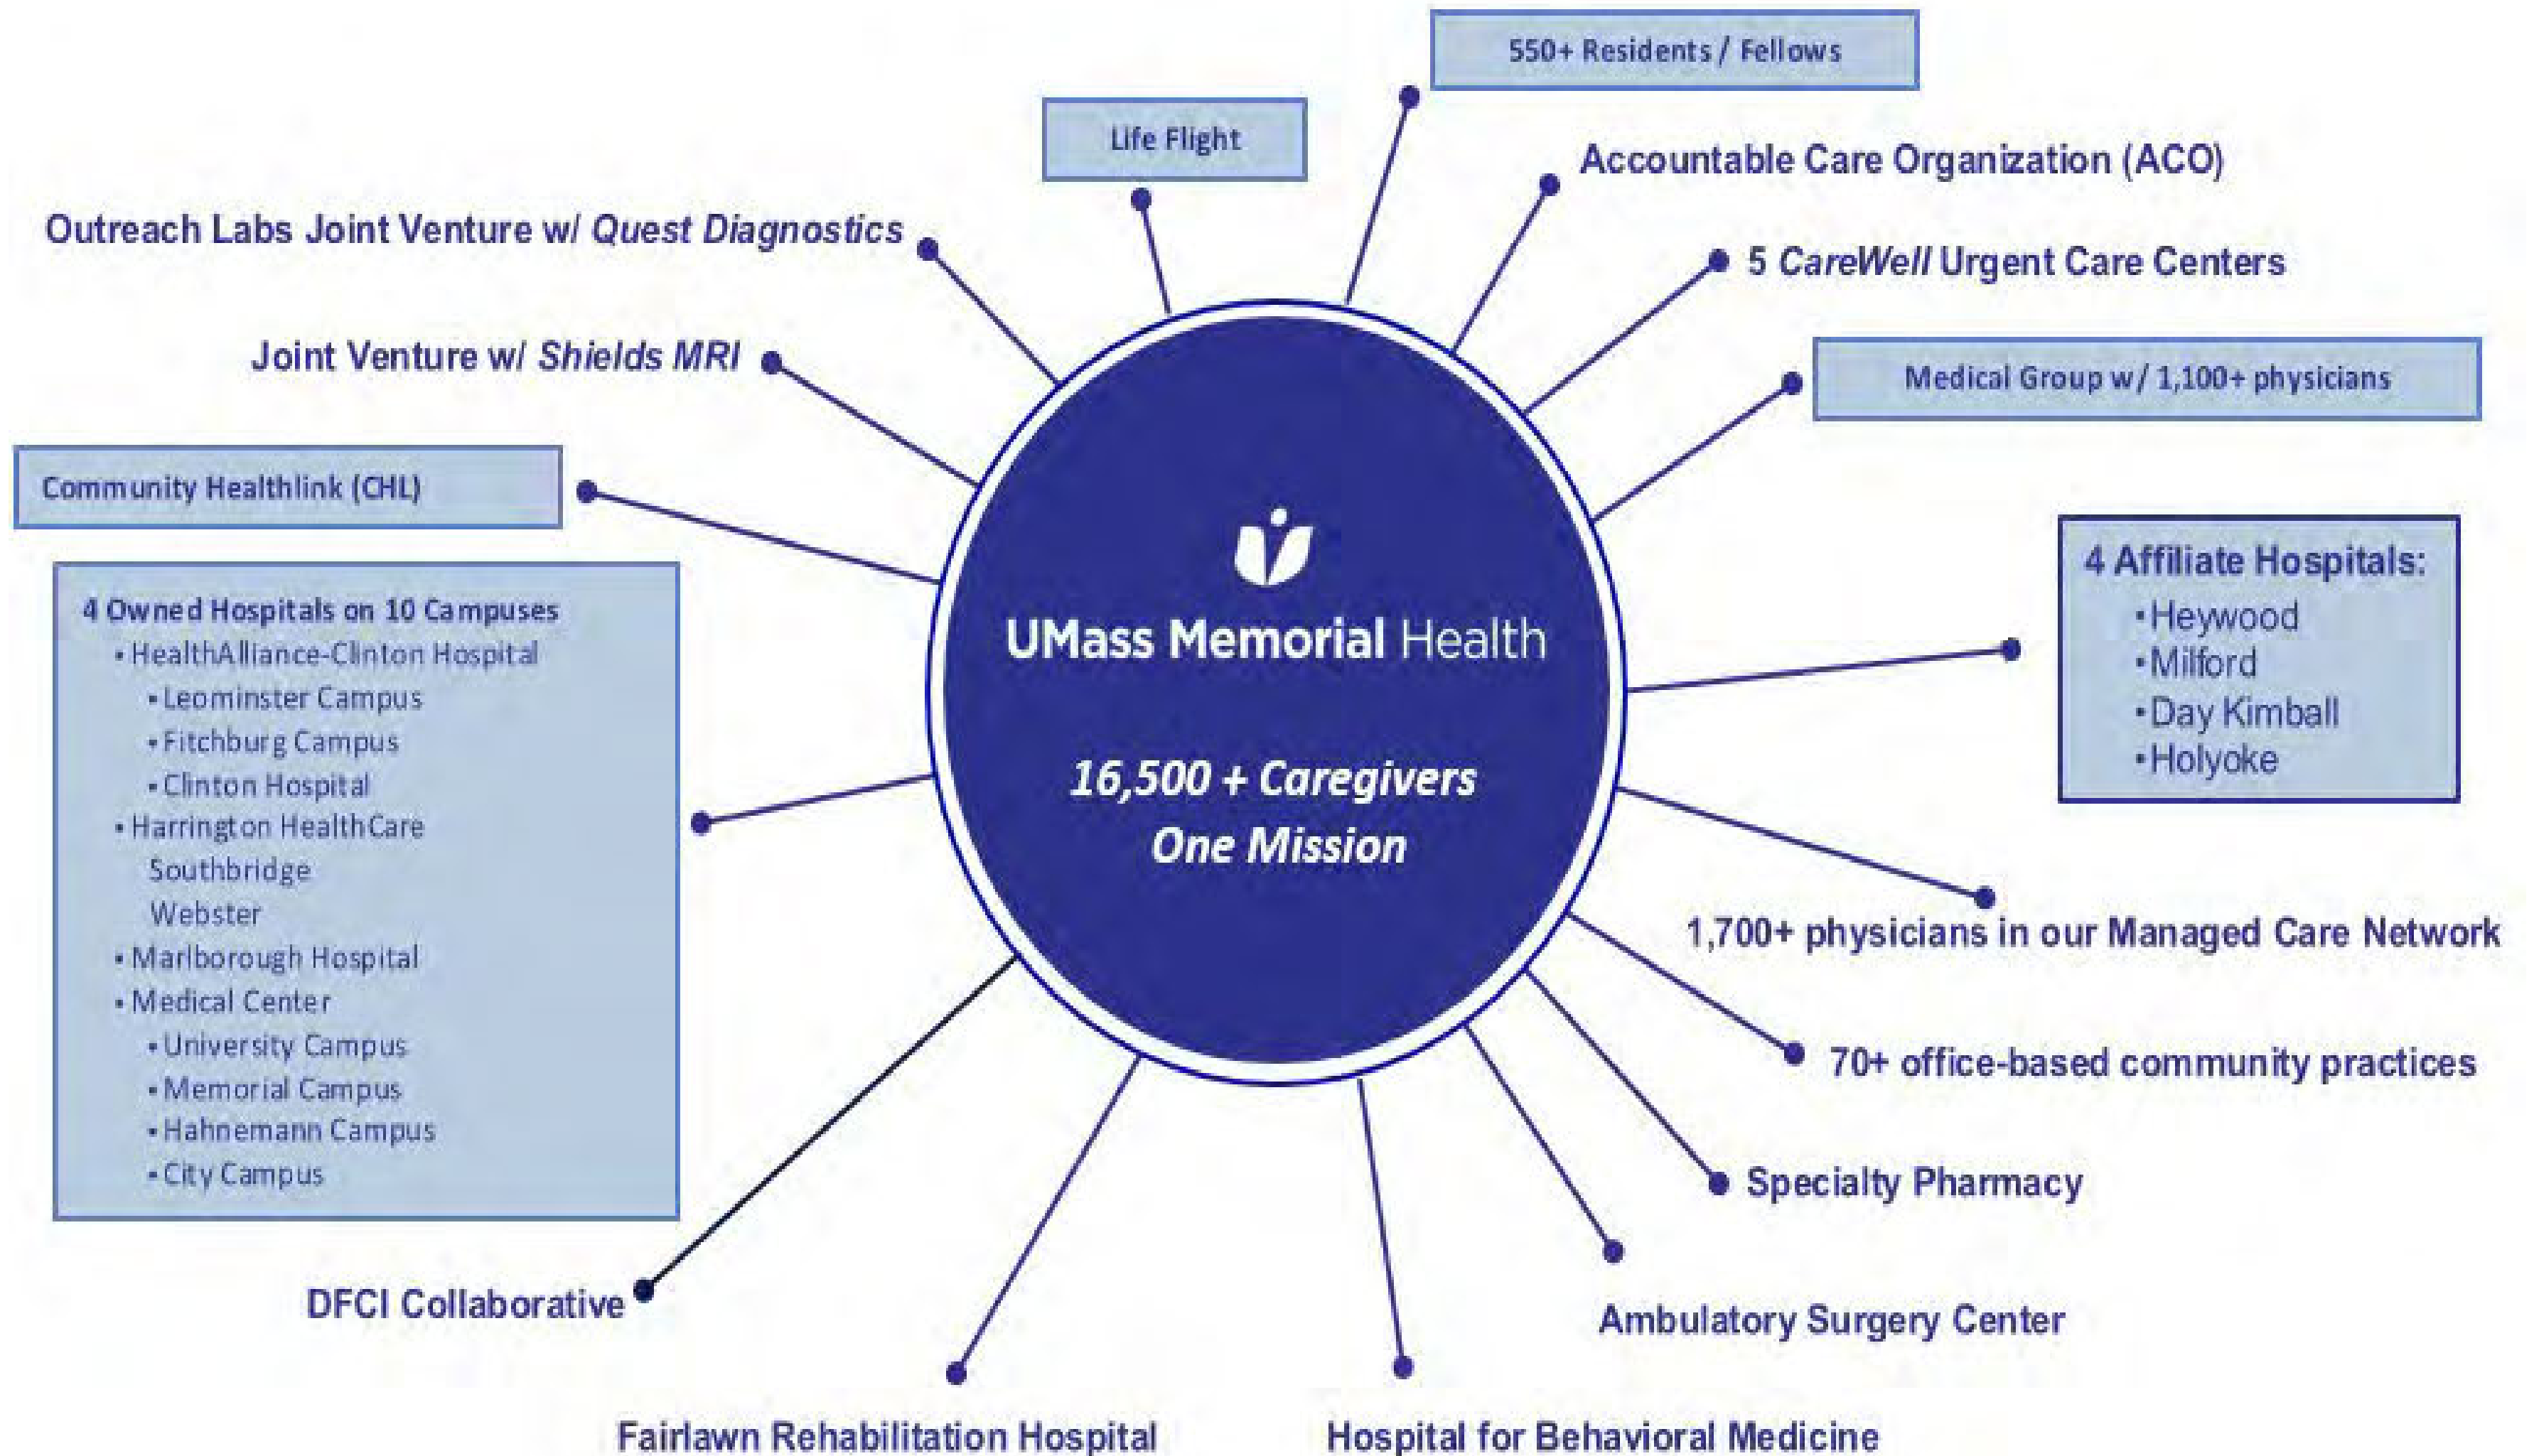 550+ Residents / Fellows
Life Flight
Accountable Care Organization (ACO)
Outreach Labs Joint Venture w/ Quest Diagnostics
5 CareWell Urgent Care Centers
Joint Venture w/ Shields MRI
Medical Group w/ 1,100+ physicians
Community Healthlink (CHL)
4 Owned Hospitals on 10 Campuses
▪ HealthAlliance-Clinton Hospital
▪ Leominster Campus
▪ Fitchburg Campus
▪ Clinton Hospital
▪ Harrington HealthCare
Southbridge
Webster
▪ Marlborough Hospital
▪ Medical Center
▪ University Campus
▪ Memorial Campus
▪ Hahnemann Campus
▪ City Campus
UMass Memorial Health
16,500 + Caregivers
One Mission
4 Affiliate Hospitals:
•Heywood
•Milford
•Day Kimball
•Holyoke
1,700+ physicians in our Managed Care Network
70+ office-based community practices
Specialty Pharmacy
DFCI Collaborative
Ambulatory Surgery Center
Fairlawn Rehabilitation Hospital
Hospital for Behavioral Medicine